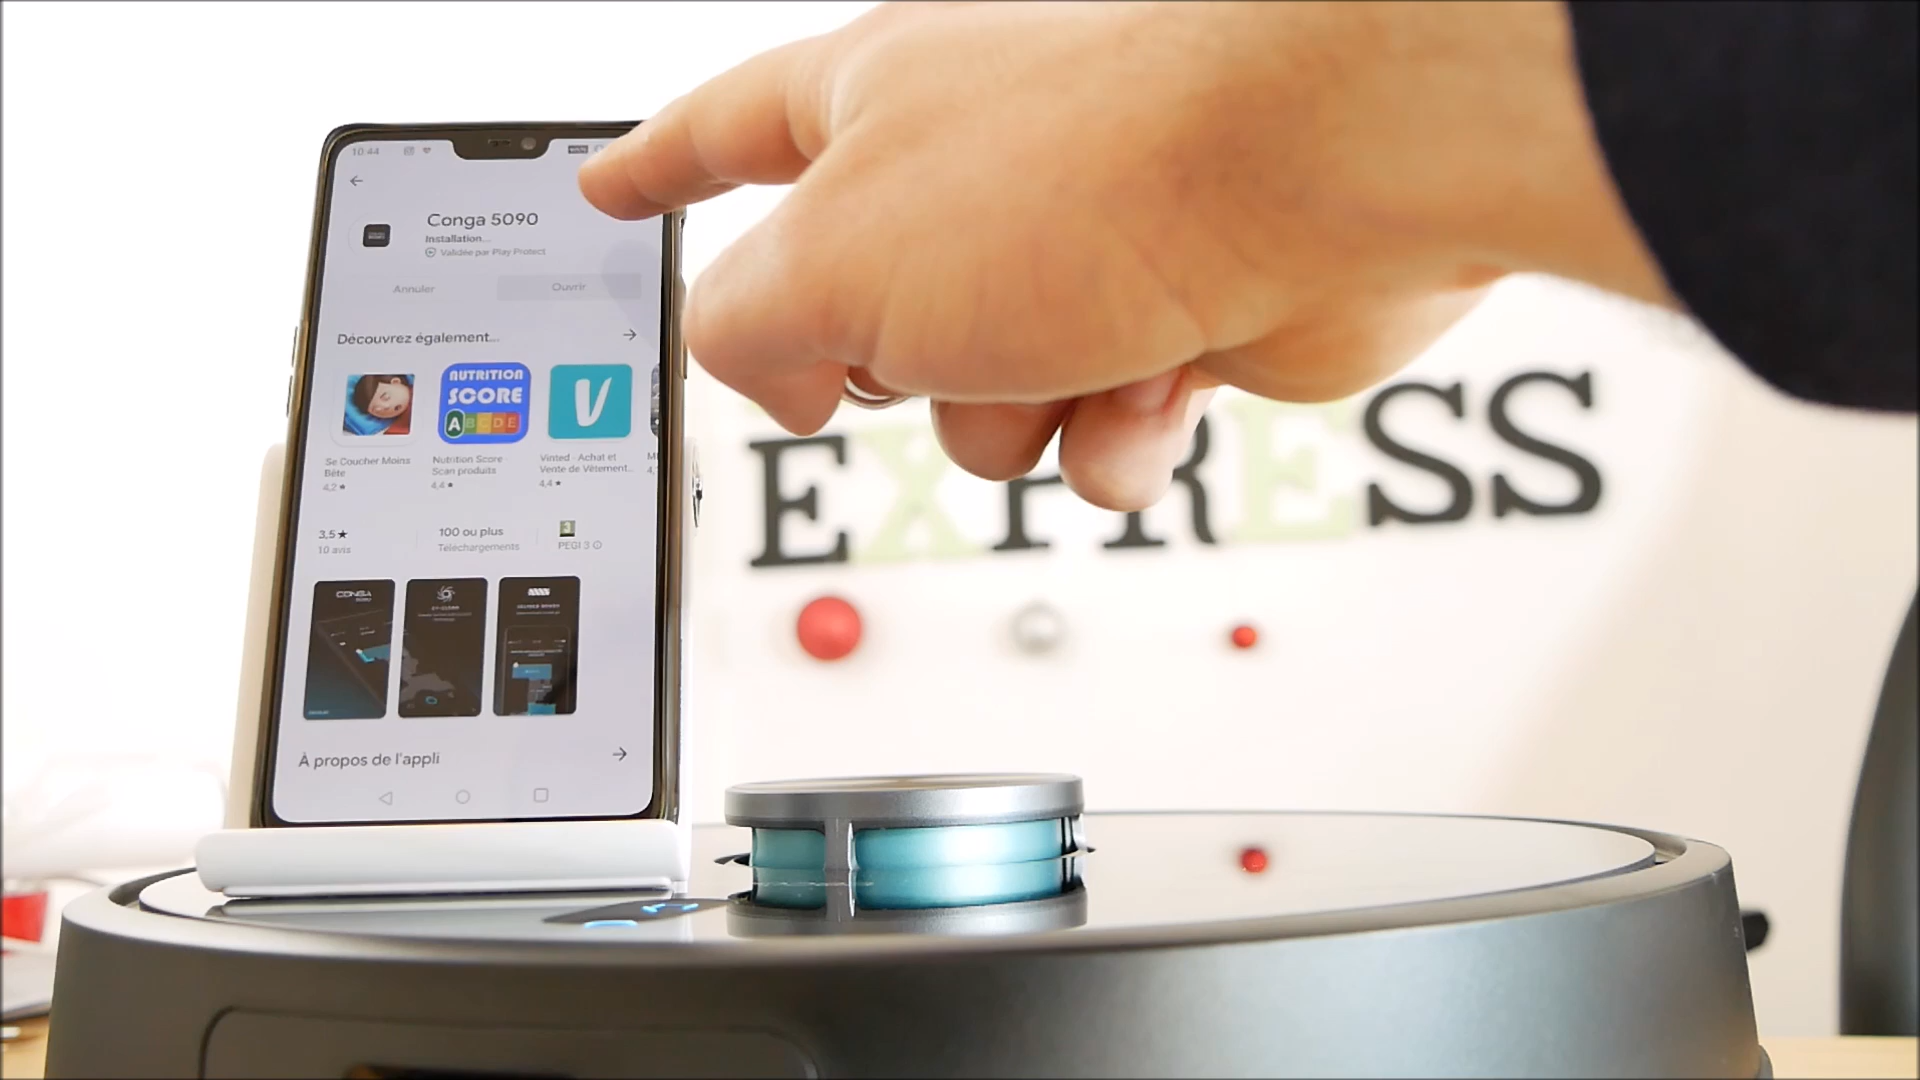 10:44
Conga 5090
Installation...
Validée par Play Protect
Annuler
Ouvrir
Découvrez également...
NUTRITION
SCORE
ABCDE
V
Se Coucher Moins
Bête
4,2 ★
Nutrition Score -
Scan produits
4,4 ★
Vinted - Achat et
Vente de Vêtement...
4,4 ★
3,5 ★
10 avis
100 ou plus
Téléchargements
3
PEGI 3
CONGA
À propos de l'appli
EXPRESS